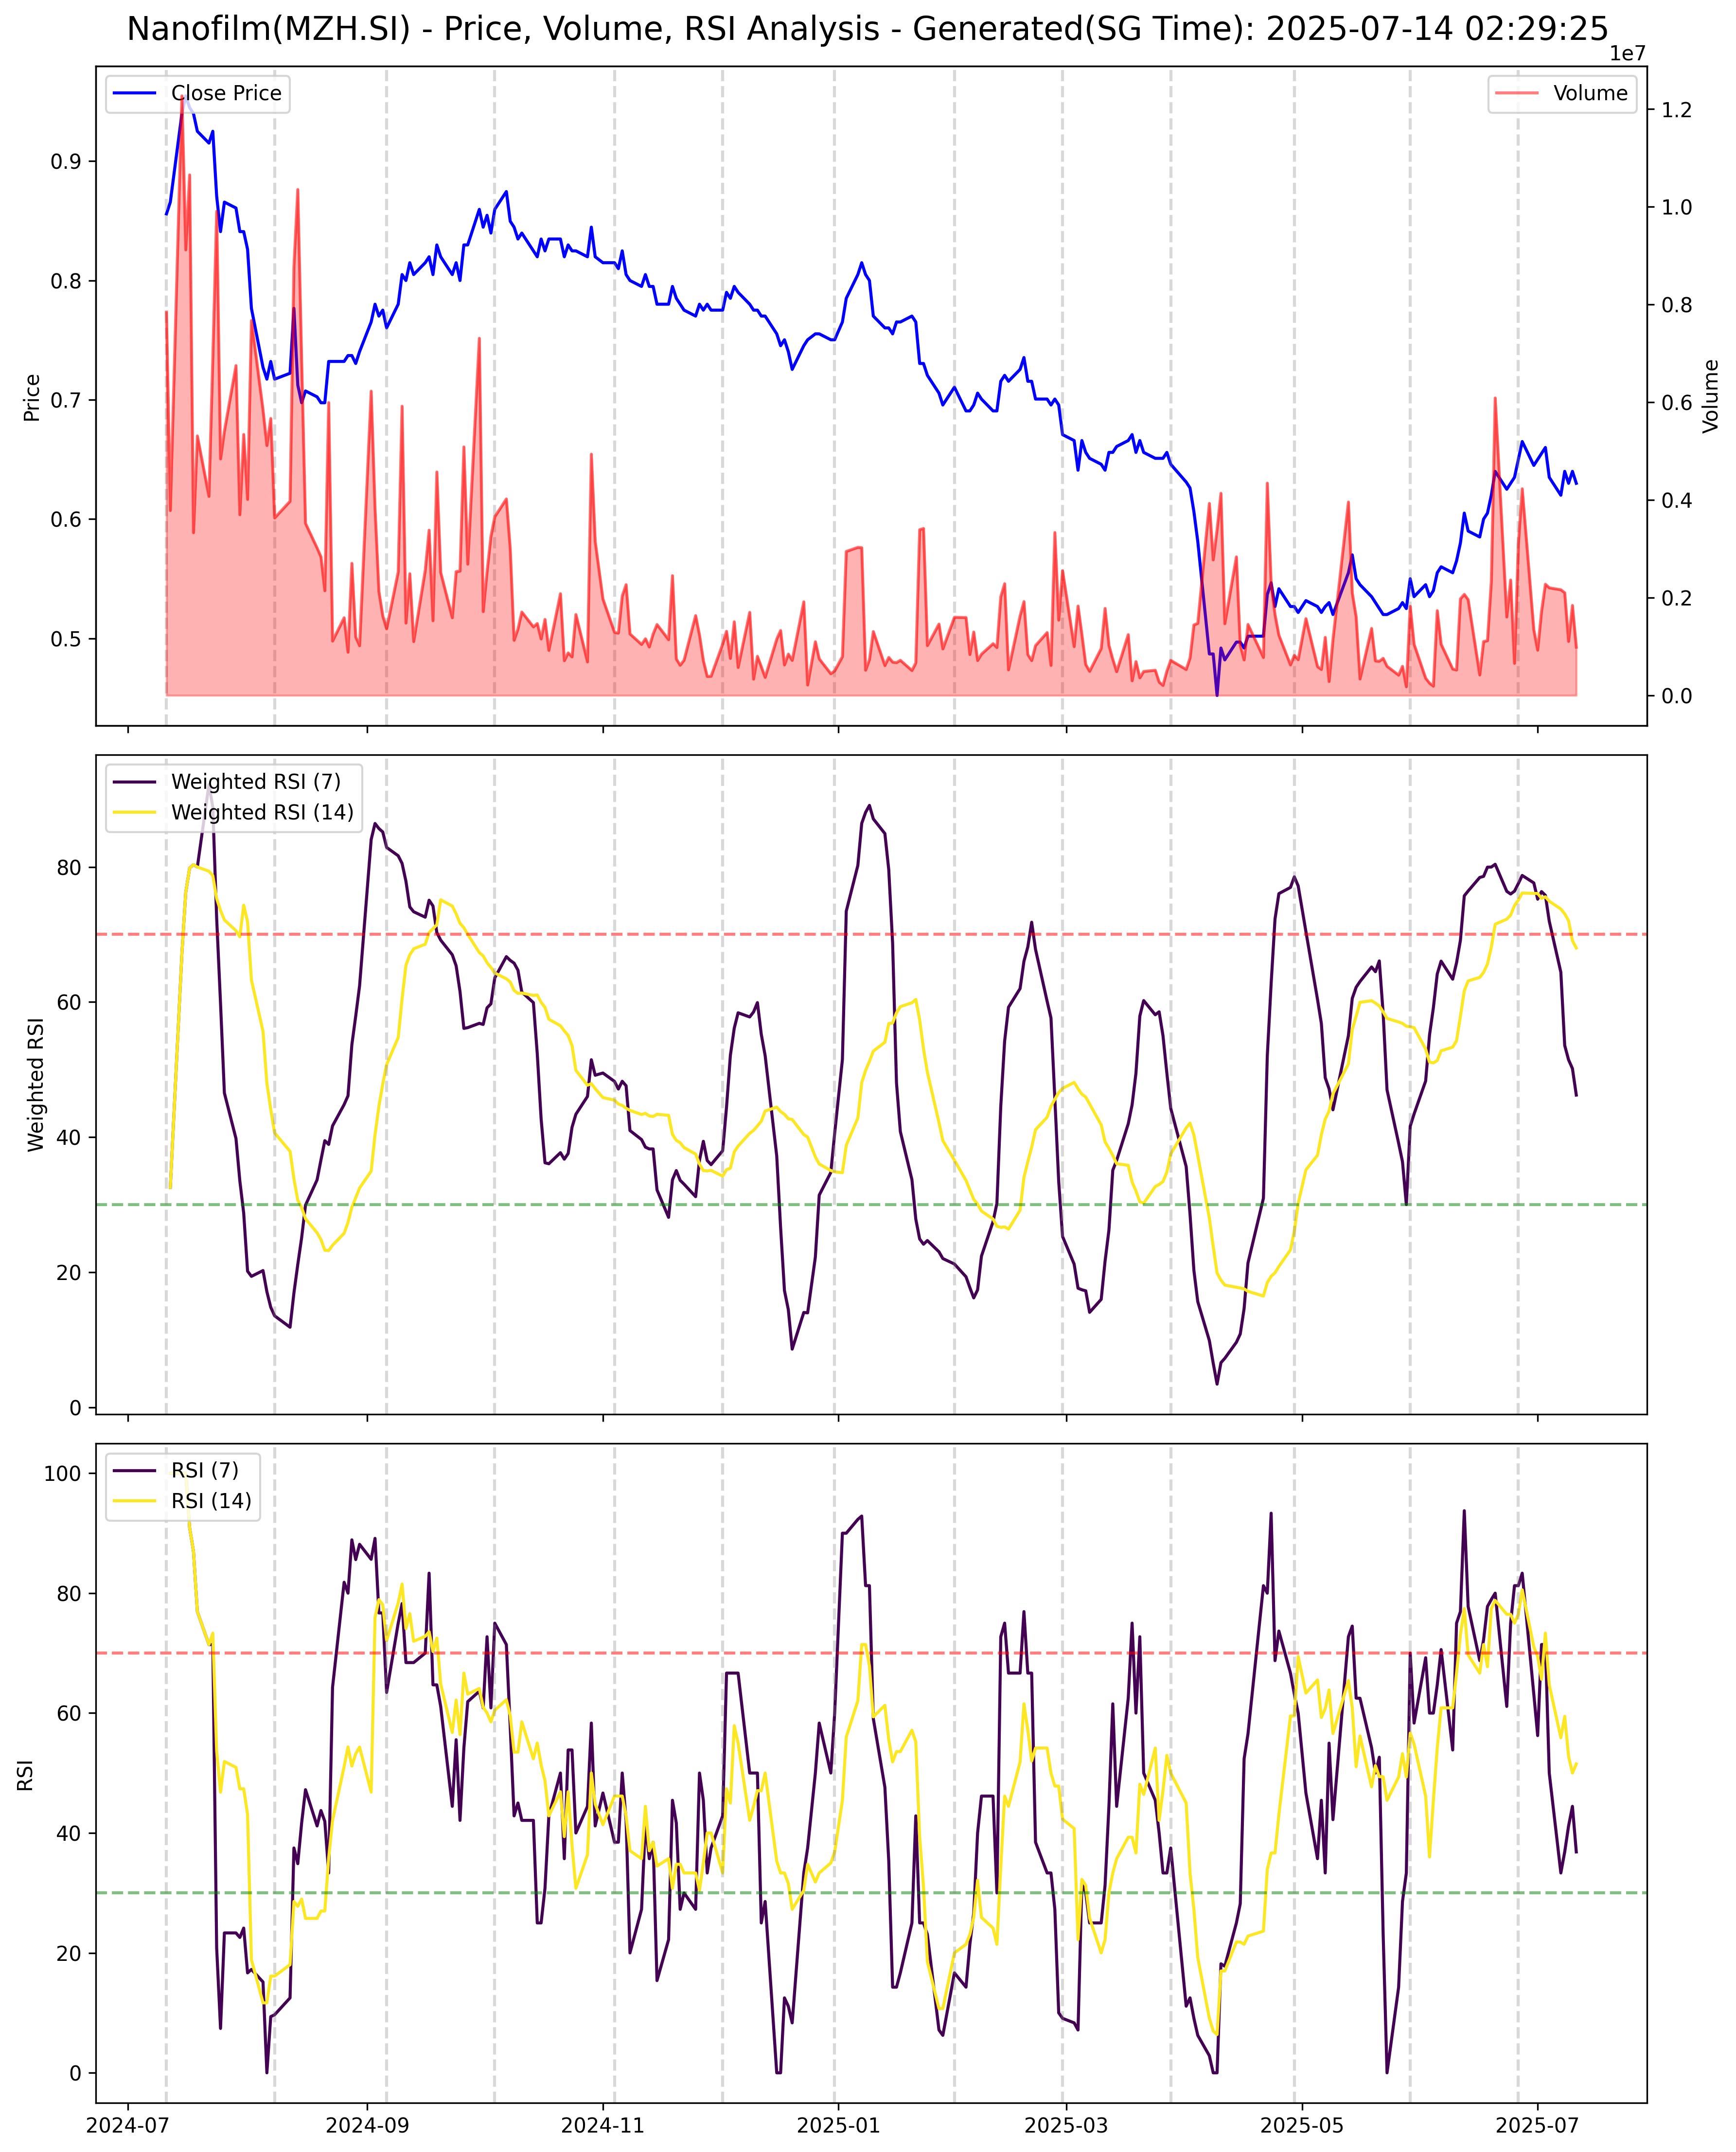 Nanofilm(MZH.SI) - Price, Volume, RSI Analysis - Generated(SG Time): 2025-07-14 02:29:25
1e7
Close Price
Volume
0.9
0.8
0.7
0.6
0.5
Price
1.2
1.0
0.8
0.6
0.4
0.2
0.0
Volume
Weighted RSI (7)
Weighted RSI (14)
80
60
40
20
0
Weighted RSI
RSI (7)
RSI (14)
100
80
60
40
20
0
RSI
2024-07
2024-09
2024-11
2025-01
2025-03
2025-05
2025-07